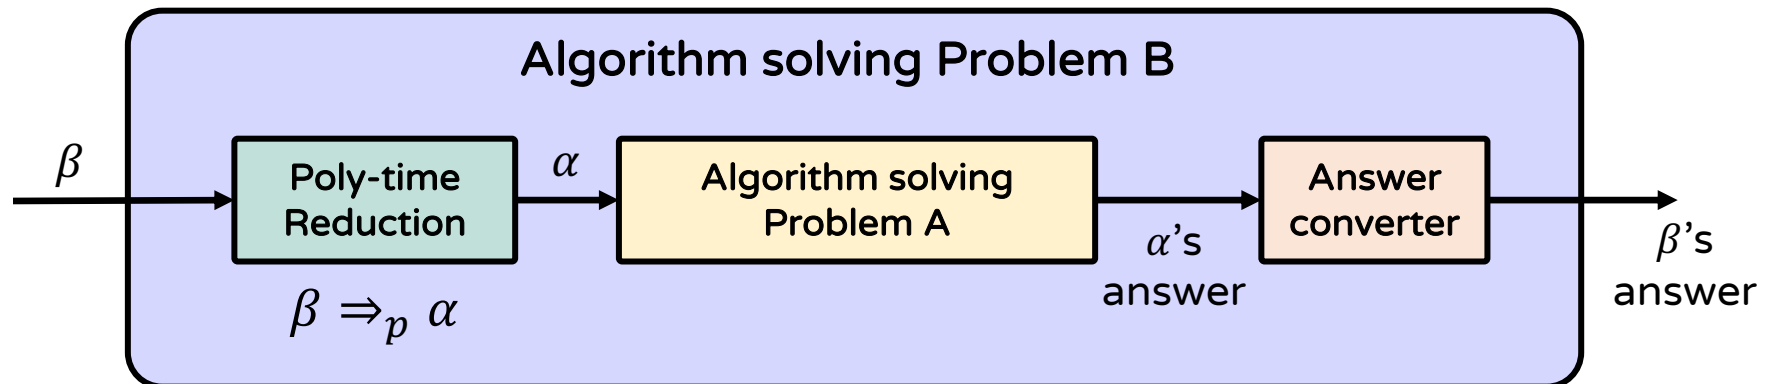 Algorithm solving Problem B
β
Poly-time
Reduction
α
Algorithm solving
Problem A
α's
answer
Answer
converter
β's
answer
β ⇒ₚ α